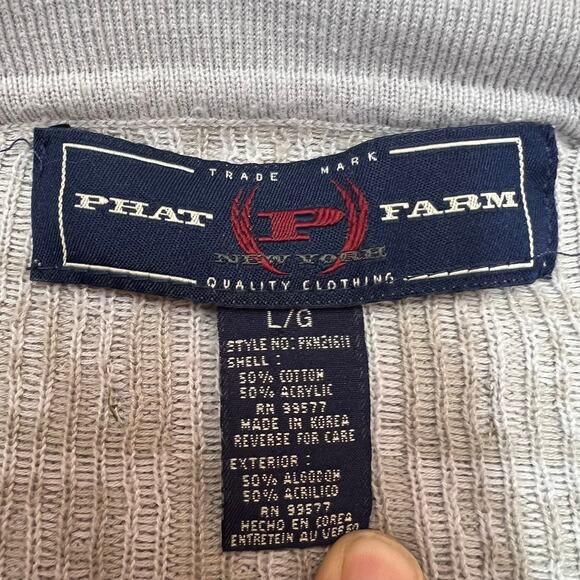 TRADE MARK
PHAT P FARM
NEW YORK
QUALITY CLOTHING
L/G
STYLE NO: PKN21611
SHELL:
50% COTTON
50% ACRYLIC
RN 99577
MADE IN KOREA
REVERSE FOR CARE
EXTERIOR:
50% ALGODON
50% ACRILICO
RN 99577
HECHO EN COREA
ENTRETEIN AU VERSO